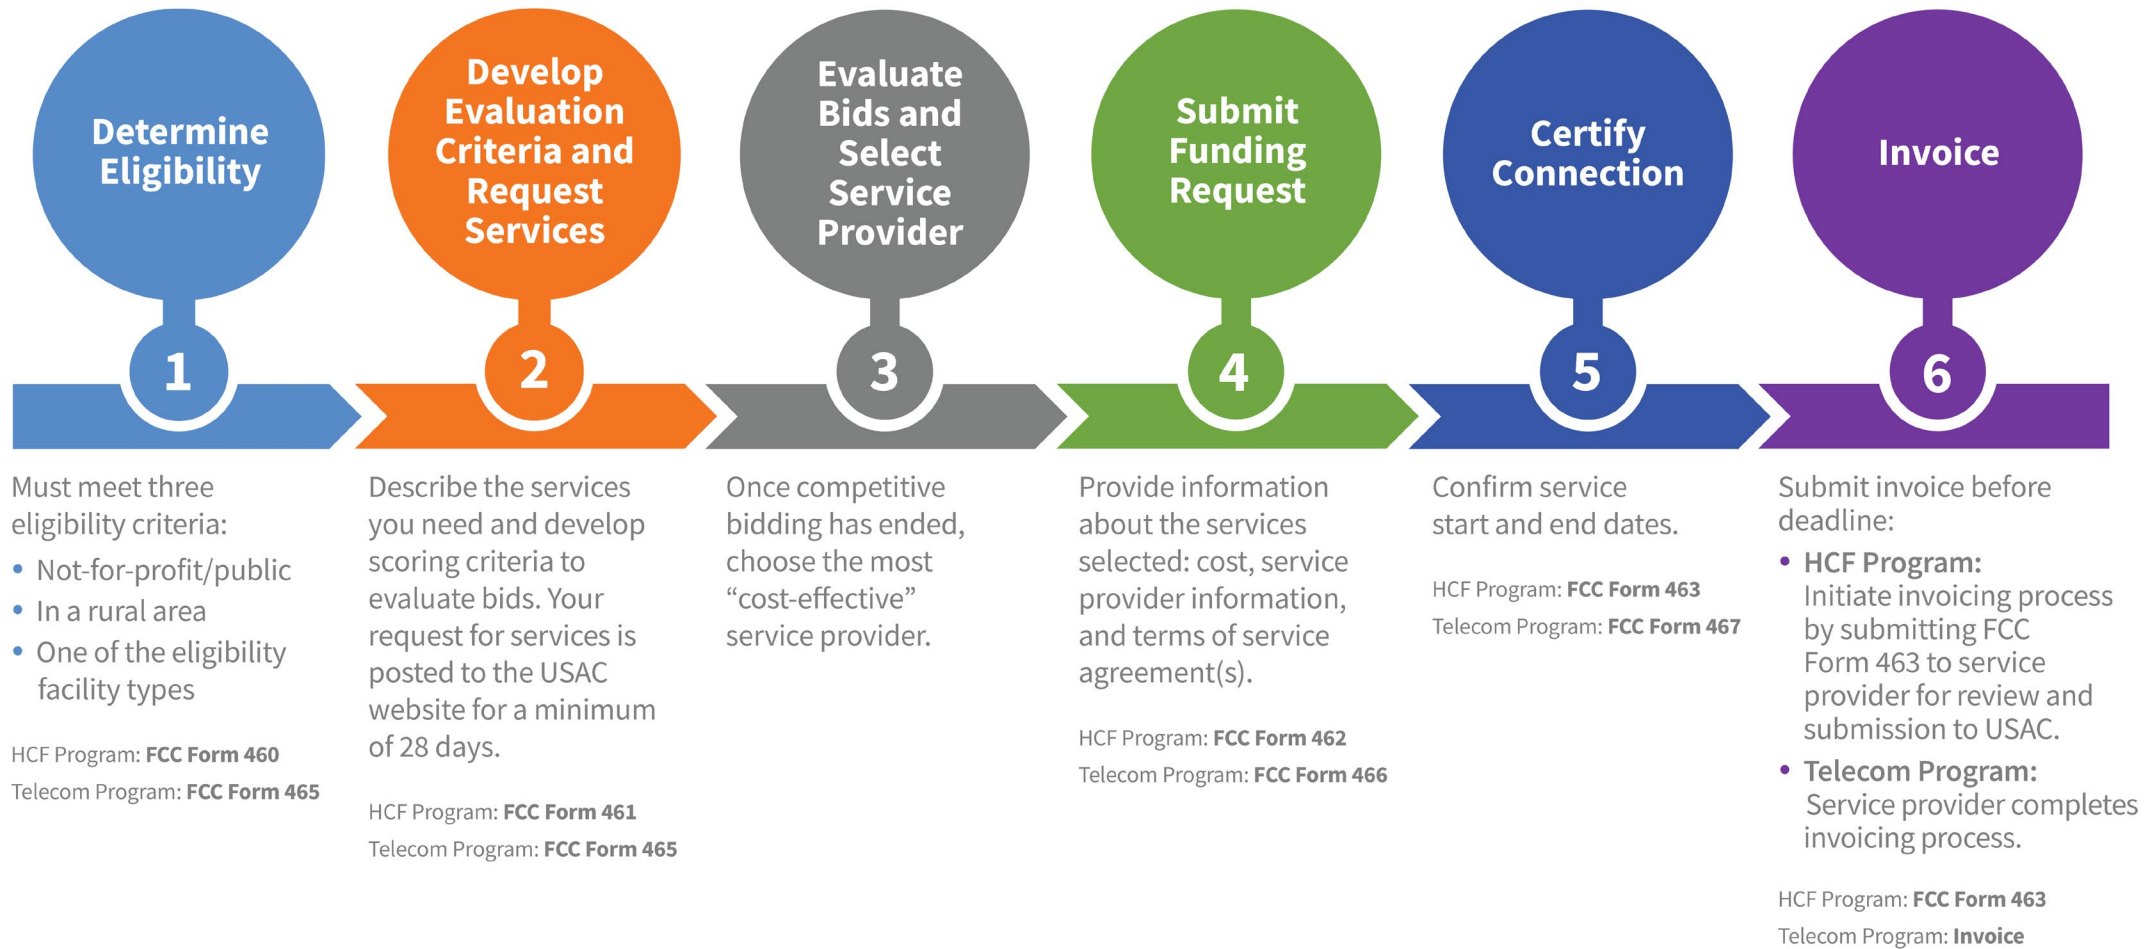 Determine
Eligibility
1
Must meet three
eligibility criteria:
• Not-for-profit/public
• In a rural area
• One of the eligibility
facility types
HCF Program: FCC Form 460
Telecom Program: FCC Form 465
Develop
Evaluation
Criteria and
Request
Services
2
Describe the services
you need and develop
scoring criteria to
evaluate bids. Your
request for services is
posted to the USAC
website for a minimum
of 28 days.
HCF Program: FCC Form 461
Telecom Program: FCC Form 465
Evaluate
Bids and
Select
Service
Provider
3
Once competitive
bidding has ended,
choose the most
“cost-effective”
service provider.
Submit
Funding
Request
4
Provide information
about the services
selected: cost, service
provider information,
and terms of service
agreement(s).
HCF Program: FCC Form 462
Telecom Program: FCC Form 466
Certify
Connection
5
Confirm service
start and end dates.
HCF Program: FCC Form 463
Telecom Program: FCC Form 467
Invoice
6
Submit invoice before
deadline:
• HCF Program:
Initiate invoicing process
by submitting FCC
Form 463 to service
provider for review and
submission to USAC.
• Telecom Program:
Service provider completes
invoicing process.
HCF Program: FCC Form 463
Telecom Program: Invoice